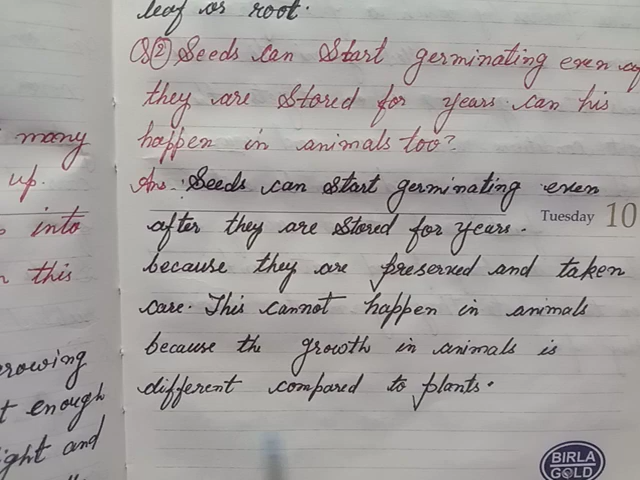 leaf or root.
Q(2) Seeds can start germinating even
they are stored for years. can his
happen in animals too?
Ans. Seeds can start germinating even
after they are stored for years.
because they are preserved and taken
care. This cannot happen in animals
because the growth in animals is
different compared to plants.
many
up.
into
this
growing
enough
and
Tuesday 10
BIRLA
GOLD